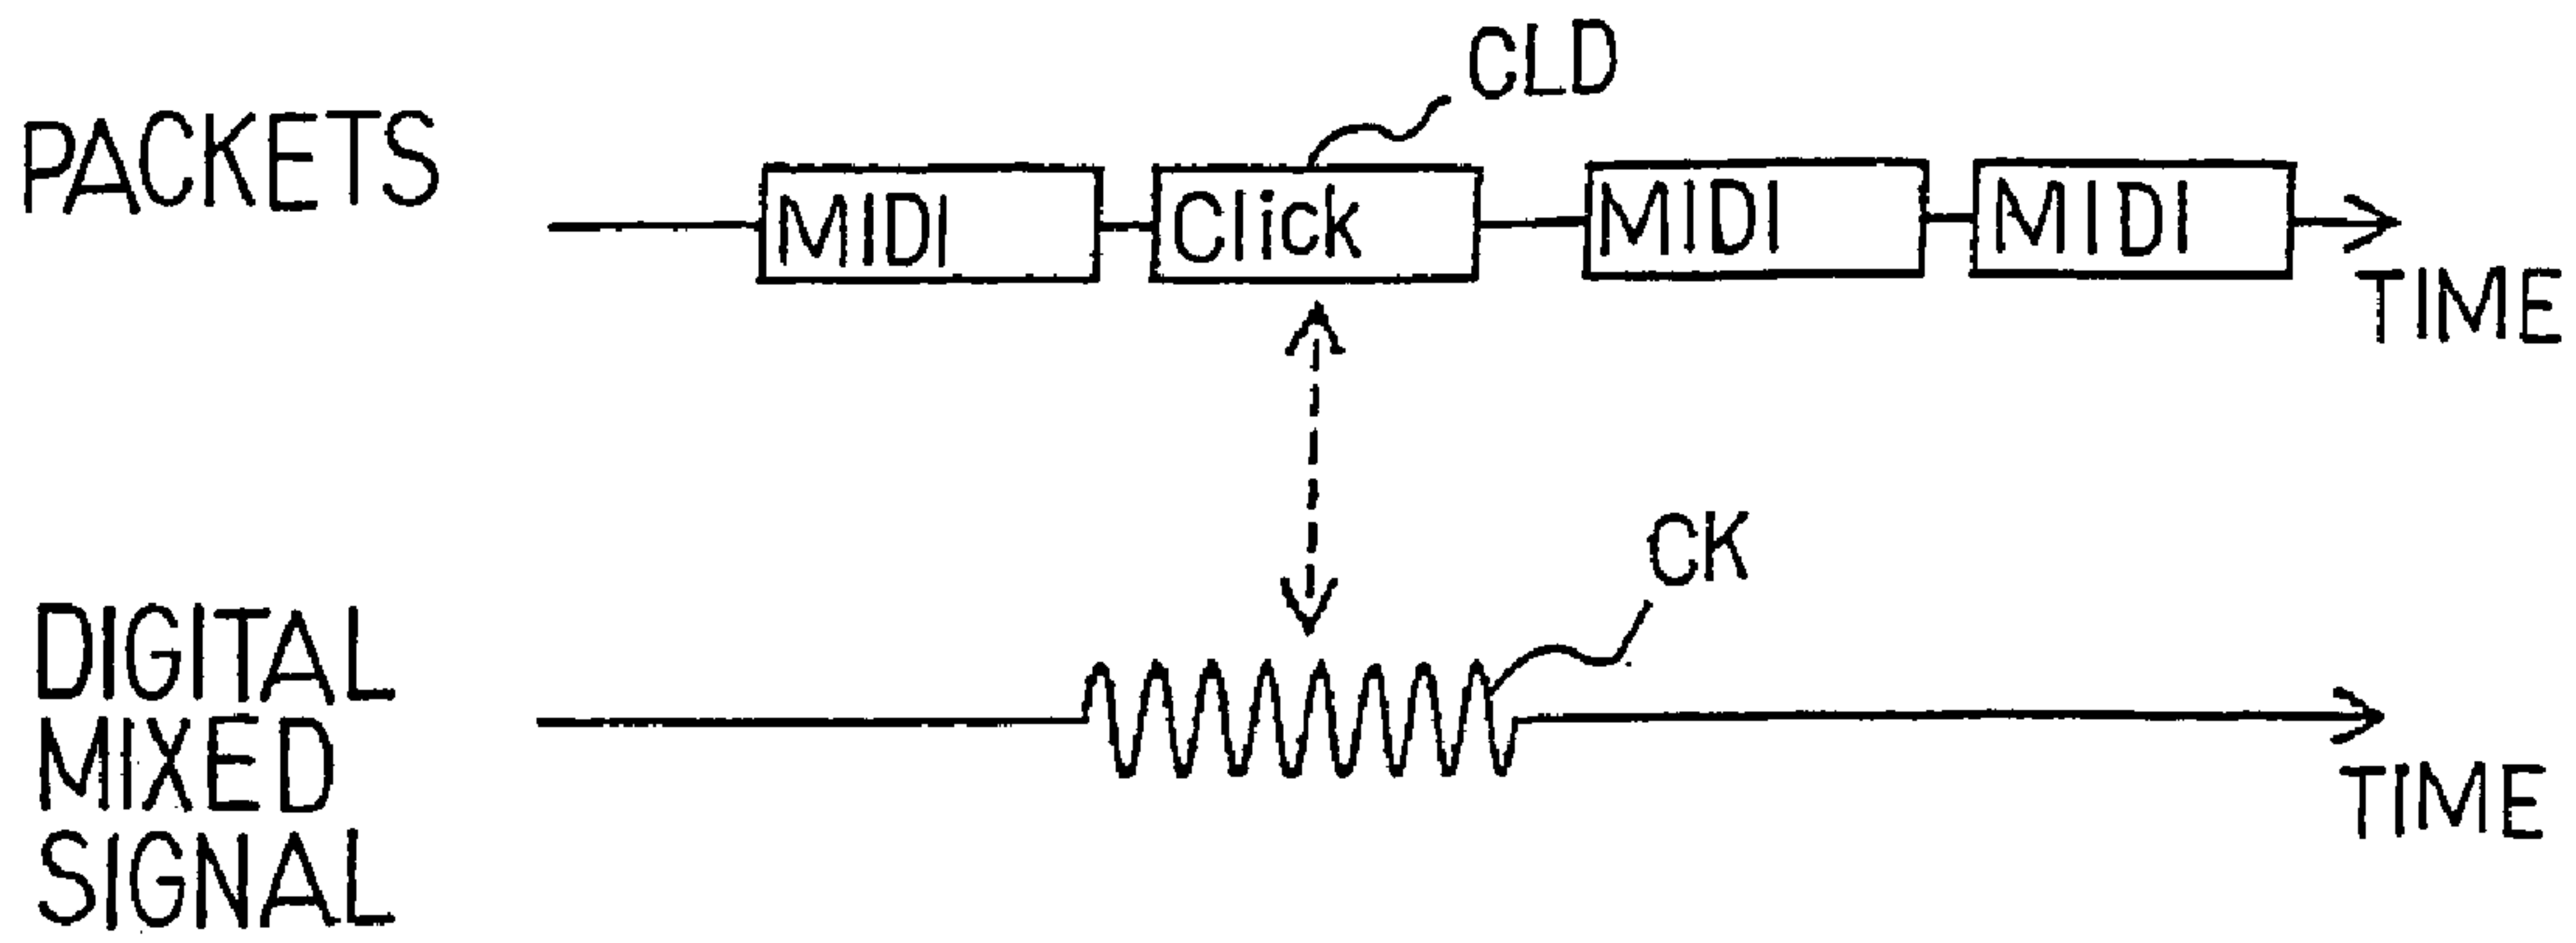 CLD
PACKETS
MIDI Click MIDI MIDI
TIME
CK
DIGITAL
MIXED
SIGNAL
TIME